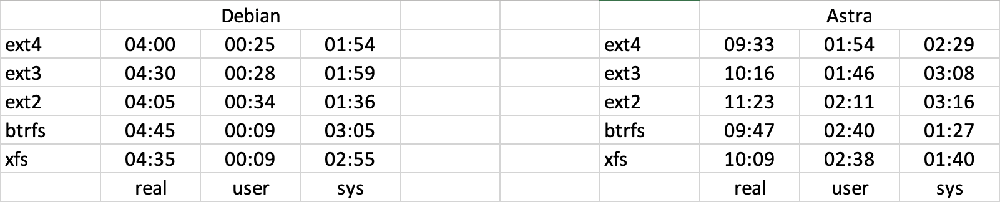 Debian Astra
ext4 04:00 00:25 01:54 ext4 09:33 01:54 02:29
ext3 04:30 00:28 01:59 ext3 10:16 01:46 03:08
ext2 04:05 00:34 01:36 ext2 11:23 02:11 03:16
btrfs 04:45 00:09 03:05 btrfs 09:47 02:40 01:27
xfs 04:35 00:09 02:55 xfs 10:09 02:38 01:40
real user sys real user sys